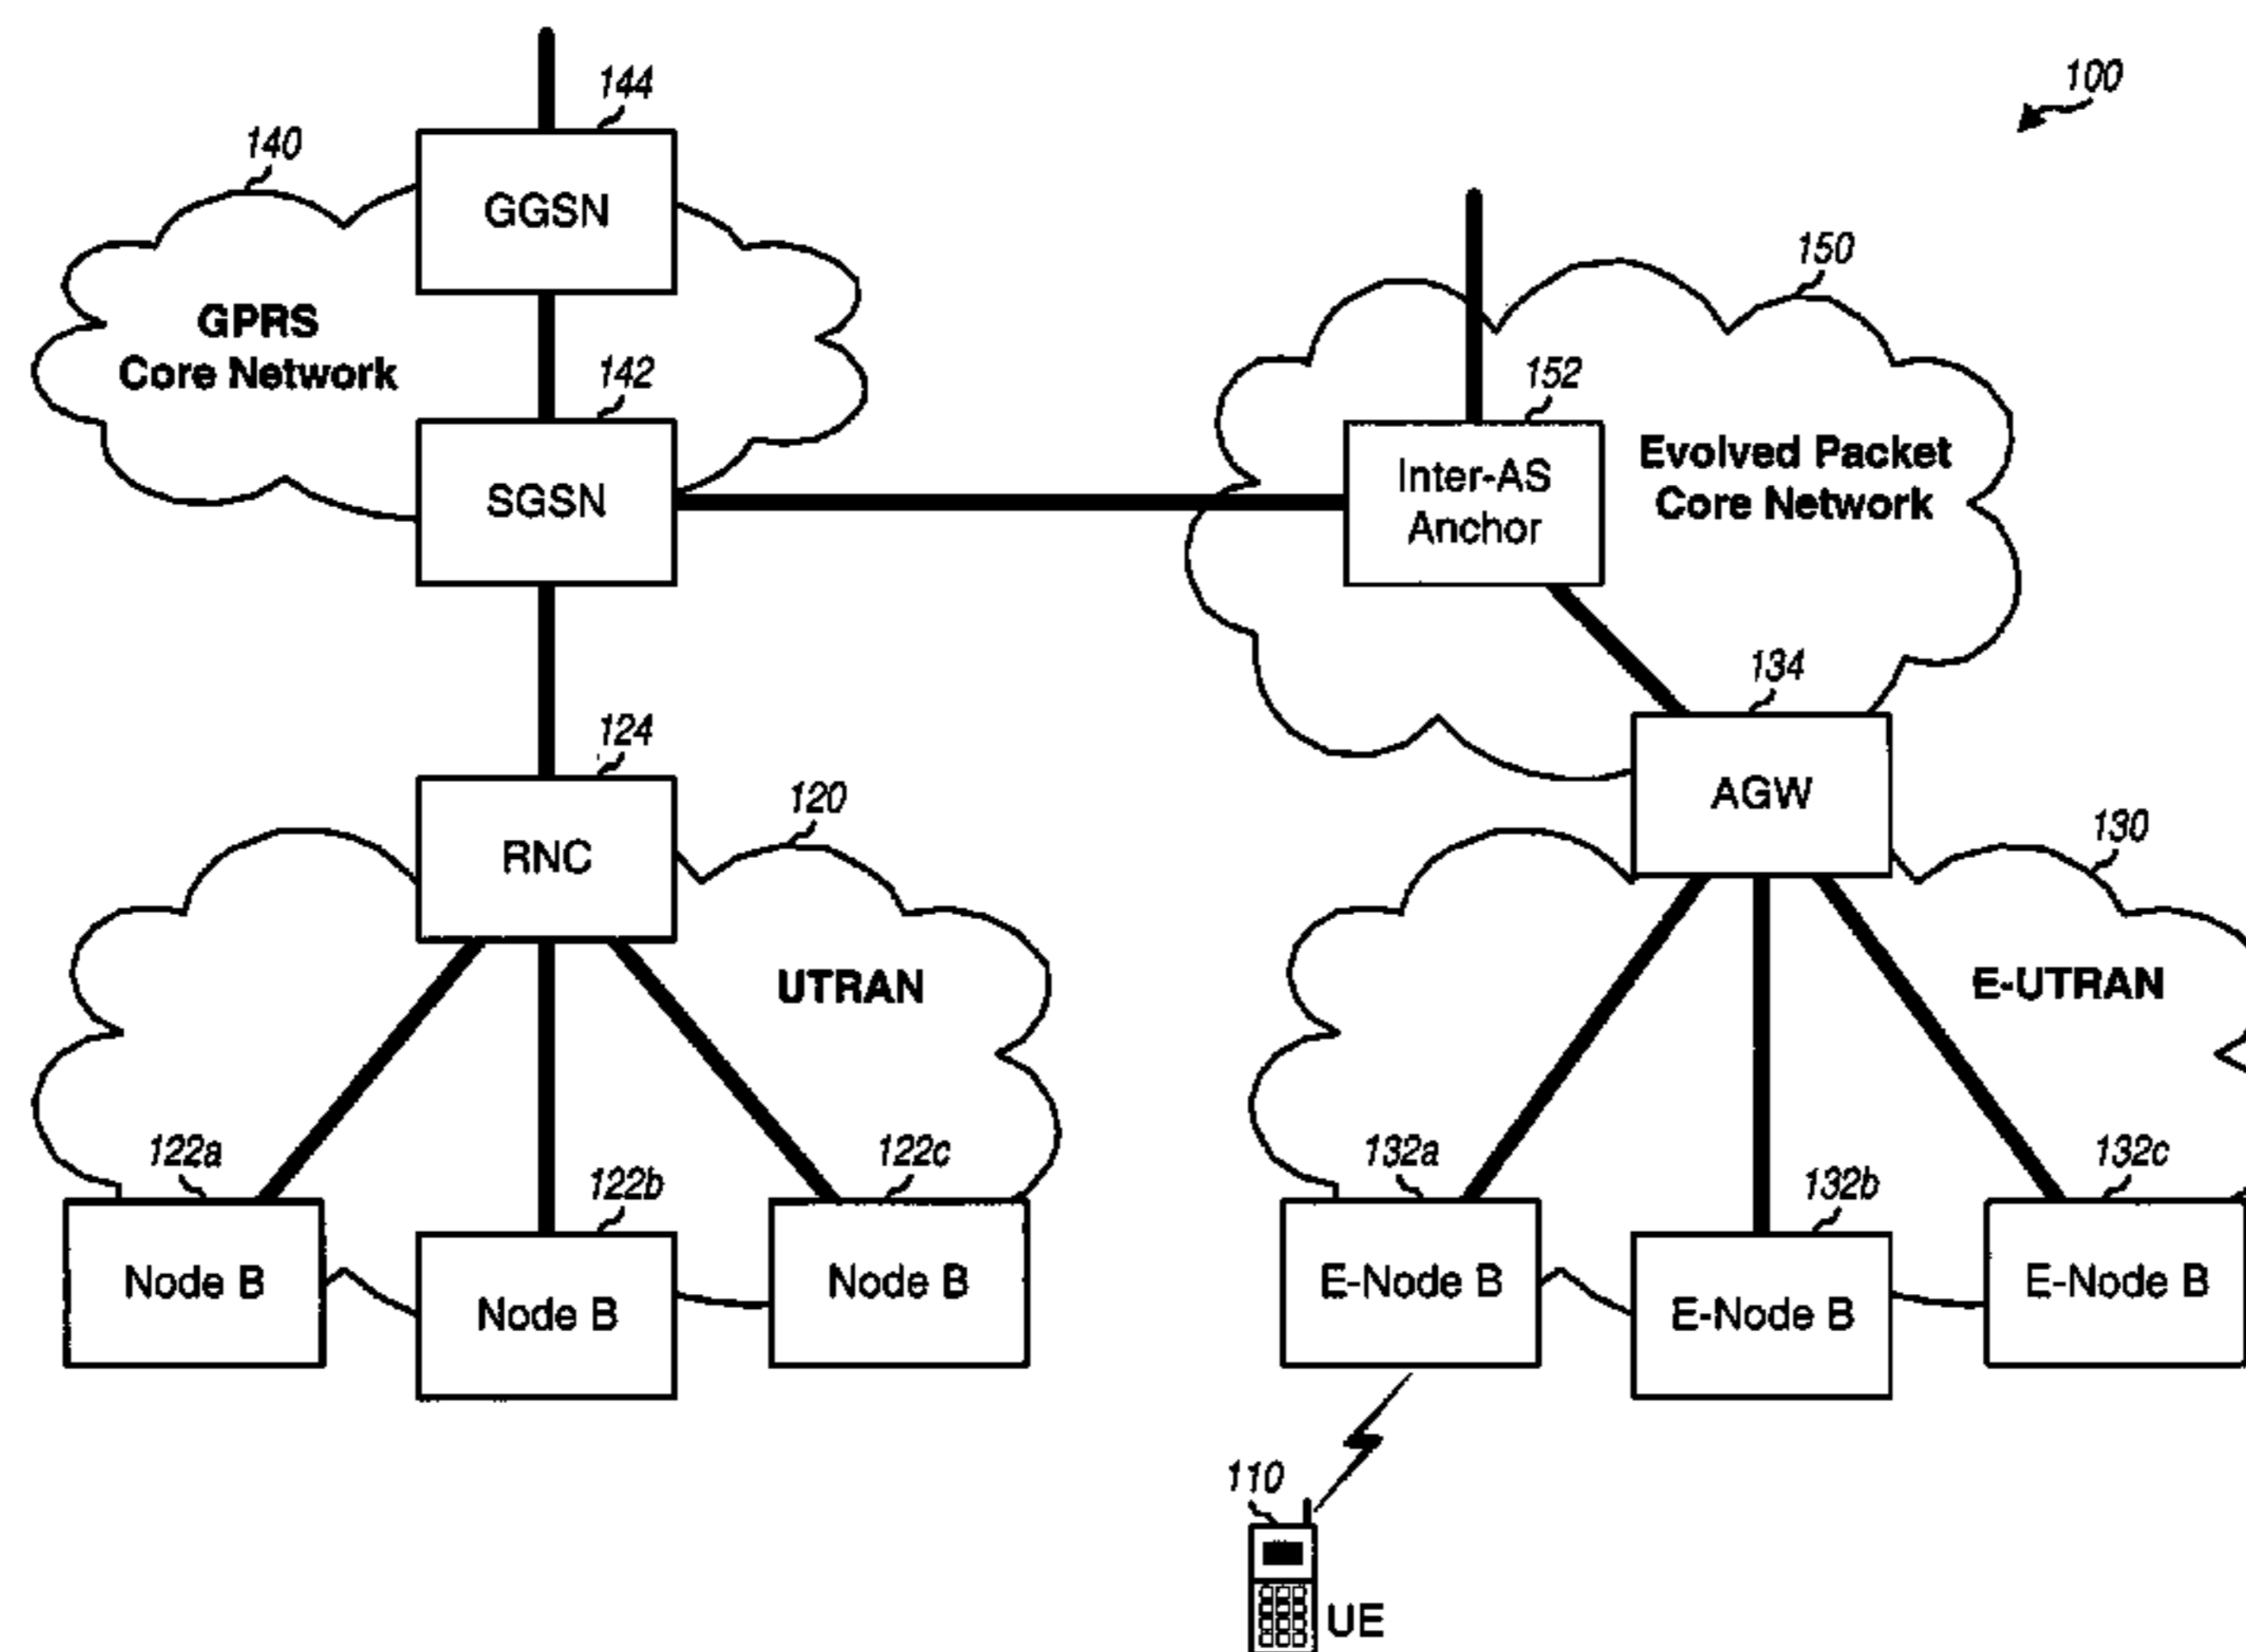 144
100
140
GGSN
150
GPRS
Core Network
142
152
SGSN
Inter-AS
Anchor
Evolved Packet
Core Network
134
124
120
AGW
130
RNC
UTRAN
E-UTRAN
122a
122b
122c
132a
132b
132c
Node B
Node B
Node B
E-Node B
E-Node B
E-Node B
110
UE